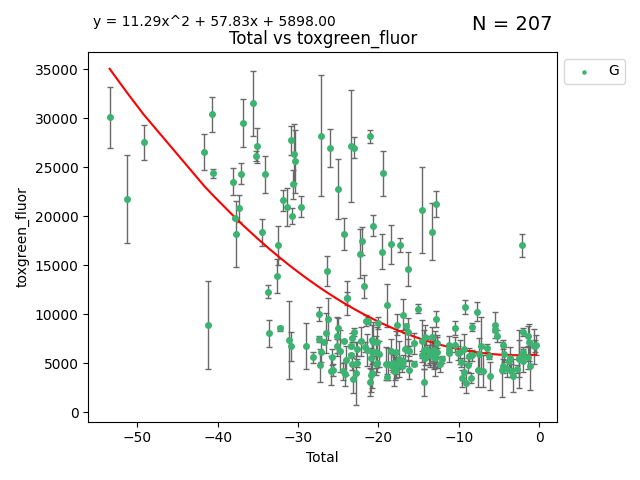 y = 11.29x^2 + 57.83x + 5898.00
N = 207
Total vs toxgreen_fluor
G
35000
30000
25000
20000
15000
10000
5000
0
toxgreen_fluor
−50 −40 −30 −20 −10 0
Total